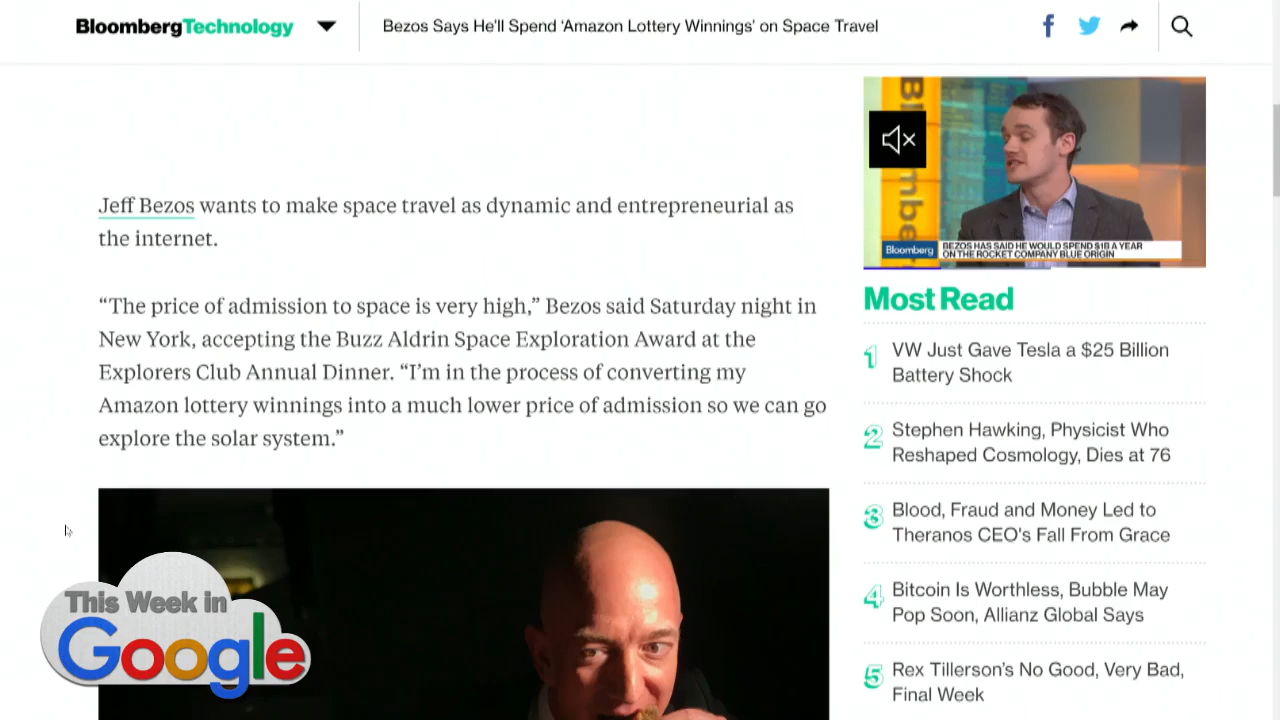 BloombergTechnology
Bezos Says He'll Spend ‘Amazon Lottery Winnings’ on Space Travel
Jeff Bezos wants to make space travel as dynamic and entrepreneurial as
the internet.
“The price of admission to space is very high,” Bezos said Saturday night in
New York, accepting the Buzz Aldrin Space Exploration Award at the
Explorers Club Annual Dinner. “I’m in the process of converting my
Amazon lottery winnings into a much lower price of admission so we can go
explore the solar system.”
Bloomberg
BEZOS HAS SAID HE WOULD SPEND $1B A YEAR
ON THE ROCKET COMPANY BLUE ORIGIN
Most Read
1 VW Just Gave Tesla a $25 Billion
Battery Shock
2 Stephen Hawking, Physicist Who
Reshaped Cosmology, Dies at 76
3 Blood, Fraud and Money Led to
Theranos CEO's Fall From Grace
4 Bitcoin Is Worthless, Bubble May
Pop Soon, Allianz Global Says
5 Rex Tillerson’s No Good, Very Bad,
Final Week
This Week in
Google